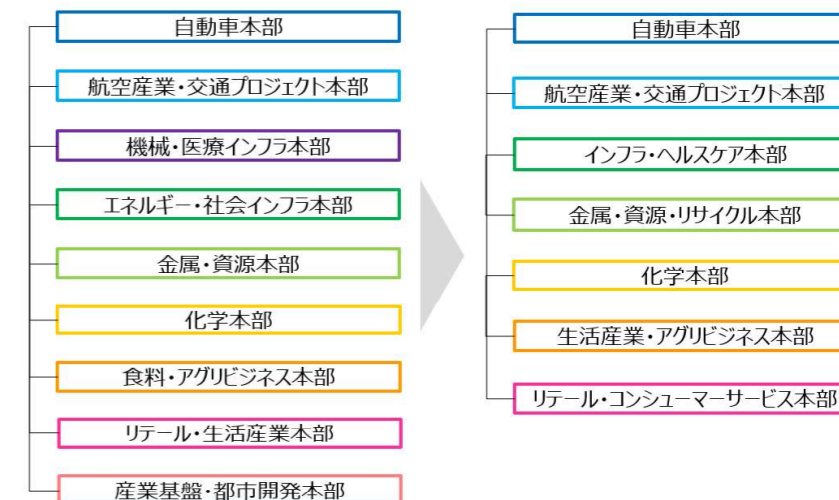 自動車本部
航空産業・交通プロジェクト本部
機械・医療インフラ本部
エネルギー・社会インフラ本部
金属・資源本部
化学本部
食料・アグリビジネス本部
リテール・生活産業本部
産業基盤・都市開発本部
自動車本部
航空産業・交通プロジェクト本部
インフラ・ヘルスケア本部
金属・資源・リサイクル本部
化学本部
生活産業・アグリビジネス本部
リテール・コンシューマーサービス本部